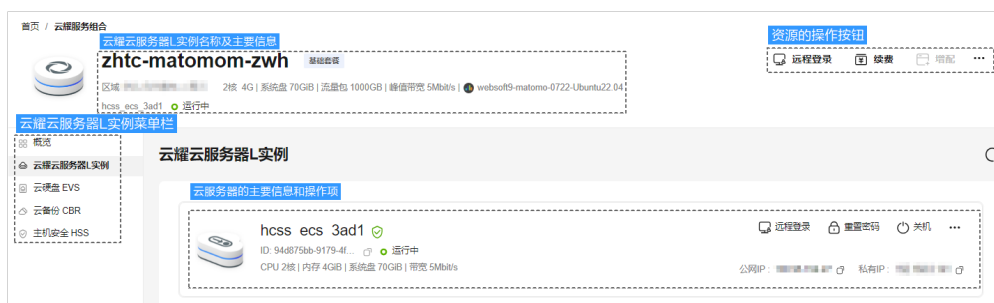 首页 / 云耀服务组合
云耀云服务器L实例名称及主要信息
资源的操作按钮
zhtc-matomom-zwh 基础套餐
远程登录 续费 增配 ...
区域 2核 4G | 系统盘 70GiB | 流量包 1000GB | 峰值带宽 5Mbit/s | websoft9-matomo-0722-Ubuntu22.04
hcss_ecs_3ad1 运行中
云耀云服务器L实例菜单栏
概览
云耀云服务器L实例
云耀云服务器L实例
云硬盘 EVS
云服务器的主要信息和操作项
云备份 CBR
主机安全 HSS
hcss_ecs_3ad1
远程登录 重置密码 关机 ...
ID: 94d875bb-9179-4f... 运行中
CPU 2核 | 内存 4GiB | 系统盘 70GiB | 带宽 5Mbit/s
公网IP: 私有IP: